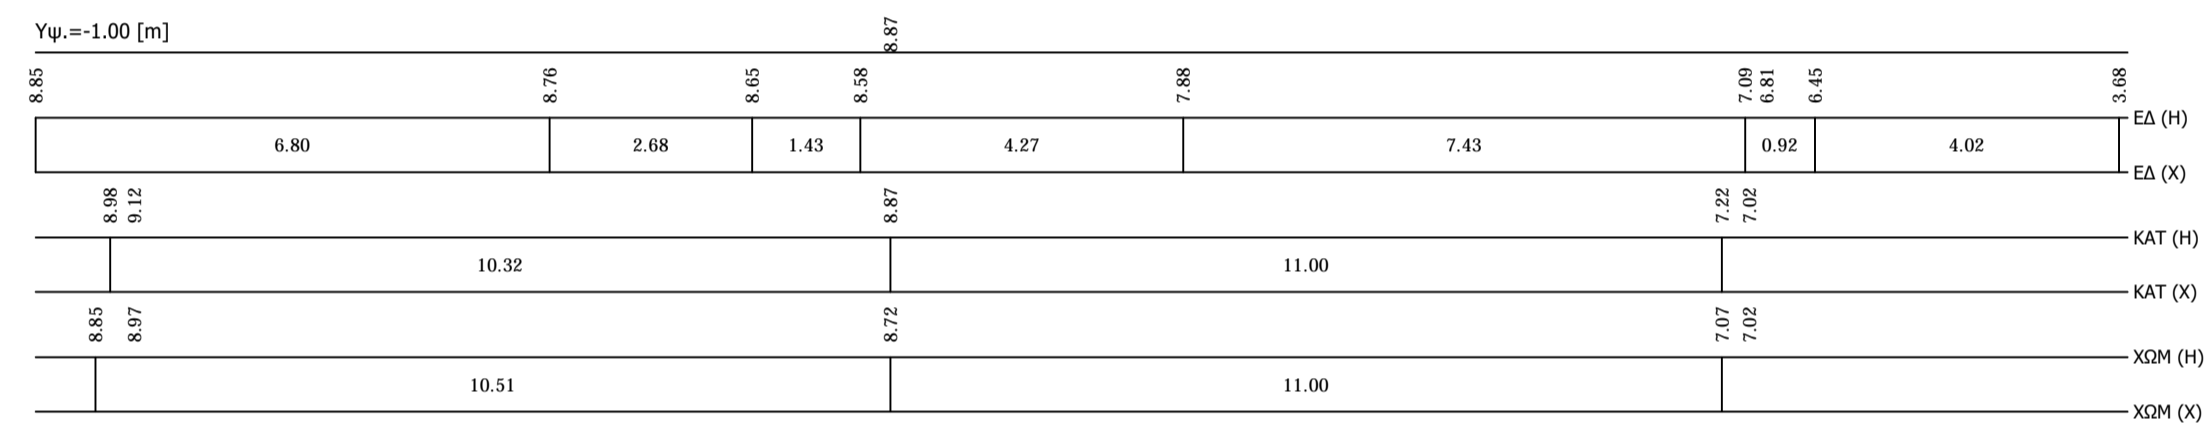 Υψ.=-1.00 [m]
8.87
8.85 8.76 8.65 8.58 7.88 7.09 6.81 6.45 3.68
ΕΔ (Η)
6.80 2.68 1.43 4.27 7.43 0.92 4.02
ΕΔ (Χ)
8.98 9.12 8.87 7.22 7.02
ΚΑΤ (Η)
10.32 11.00
ΚΑΤ (Χ)
8.85 8.97 8.72 7.07 7.02
ΧΩΜ (Η)
10.51 11.00
ΧΩΜ (Χ)